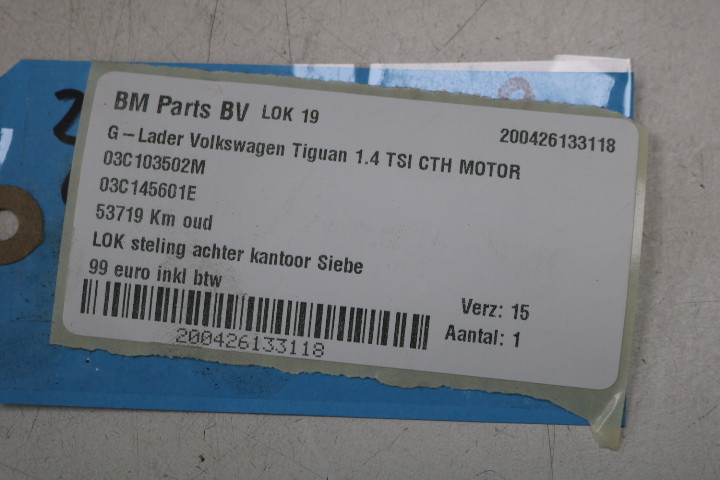 BM Parts BV LOK 19
200426133118
G-Lader Volkswagen Tiguan 1.4 TSI CTH MOTOR
03C103502M
03C145601E
53719 Km oud
LOK steling achter kantoor Siebe
99 euro inkl btw
Verz: 15
Aantal: 1
200426133118